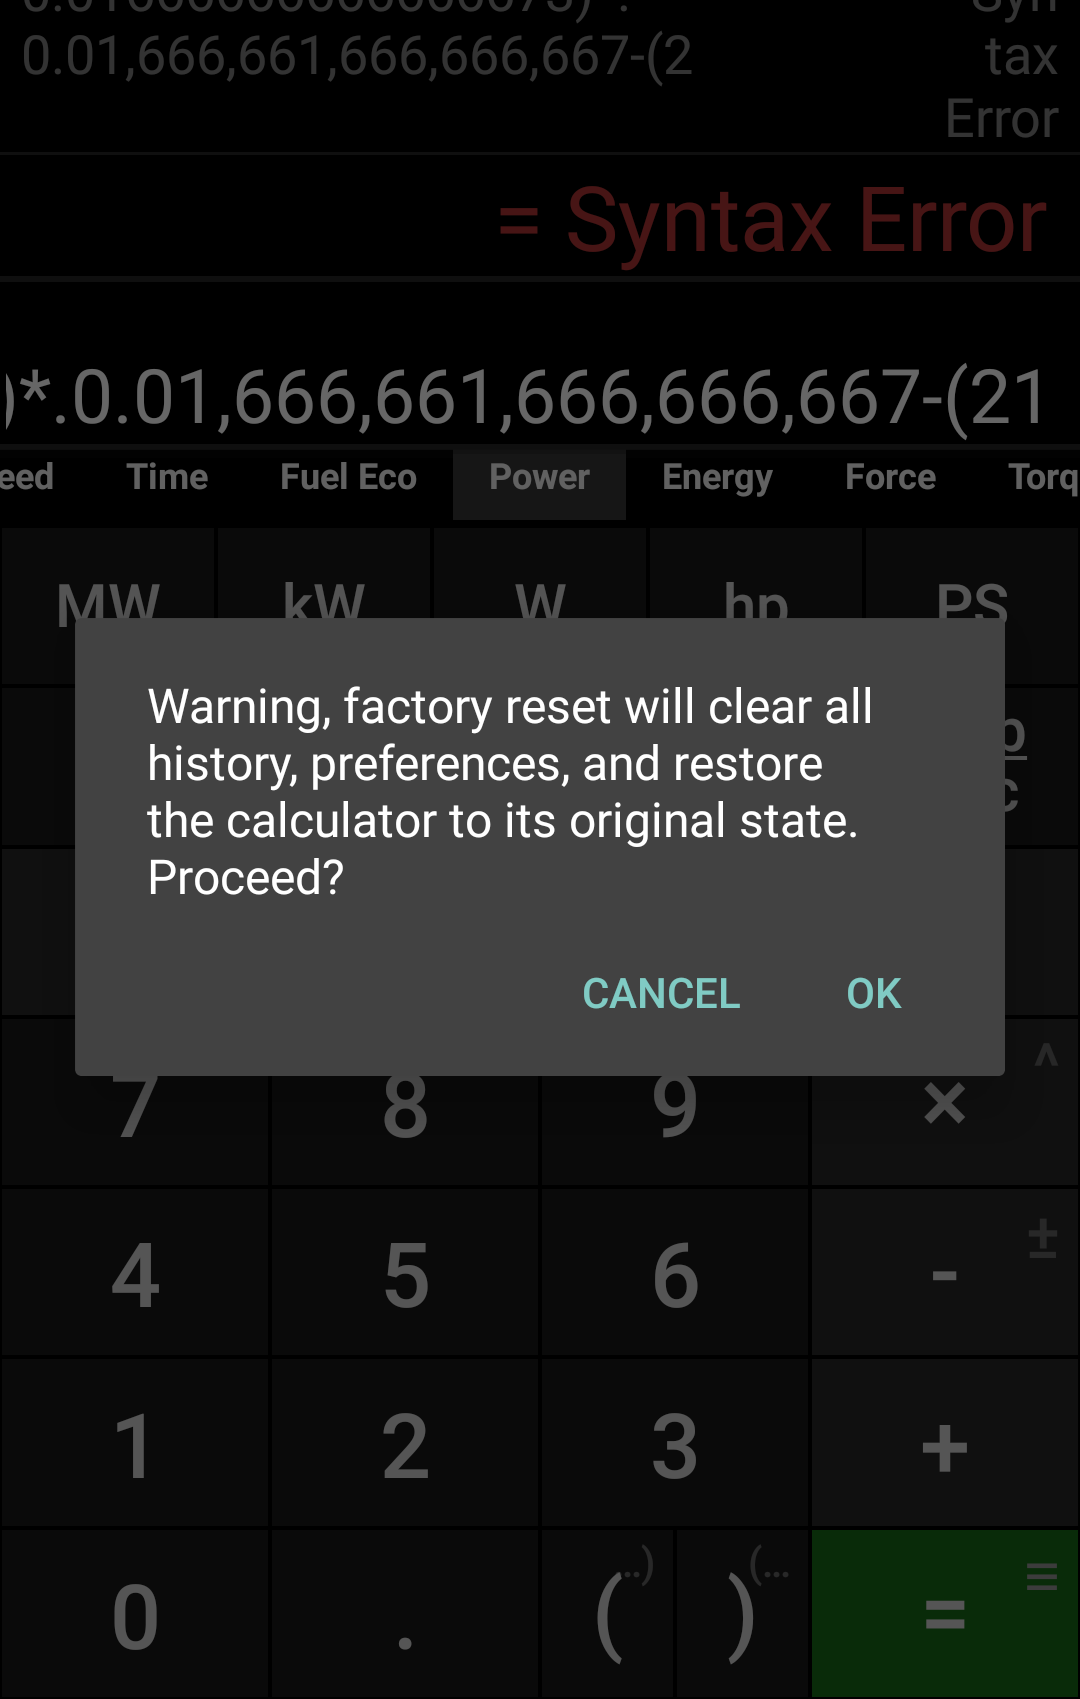 0.01,666,661,666,666,667-(2
Syn
tax
Error
= Syntax Error
)*.0.01,666,661,666,666,667-(21
eed Time Fuel Eco Power Energy Force Torq
MW kW W hp PS
p
c
Warning, factory reset will clear all
history, preferences, and restore
the calculator to its original state.
Proceed?
CANCEL OK
^
7 8 9 ×
±
4 5 6 -
1 2 3 +
..) (... ≡
0 . ( ) =